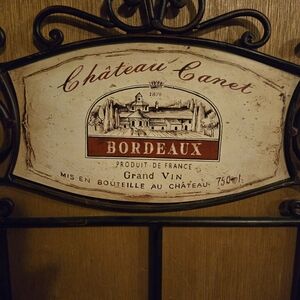 Château Canet
1879
BORDEAUX
PRODUIT DE FRANCE
Grand Vin
MIS EN BOUTEILLE AU CHÂTEAU 750ml